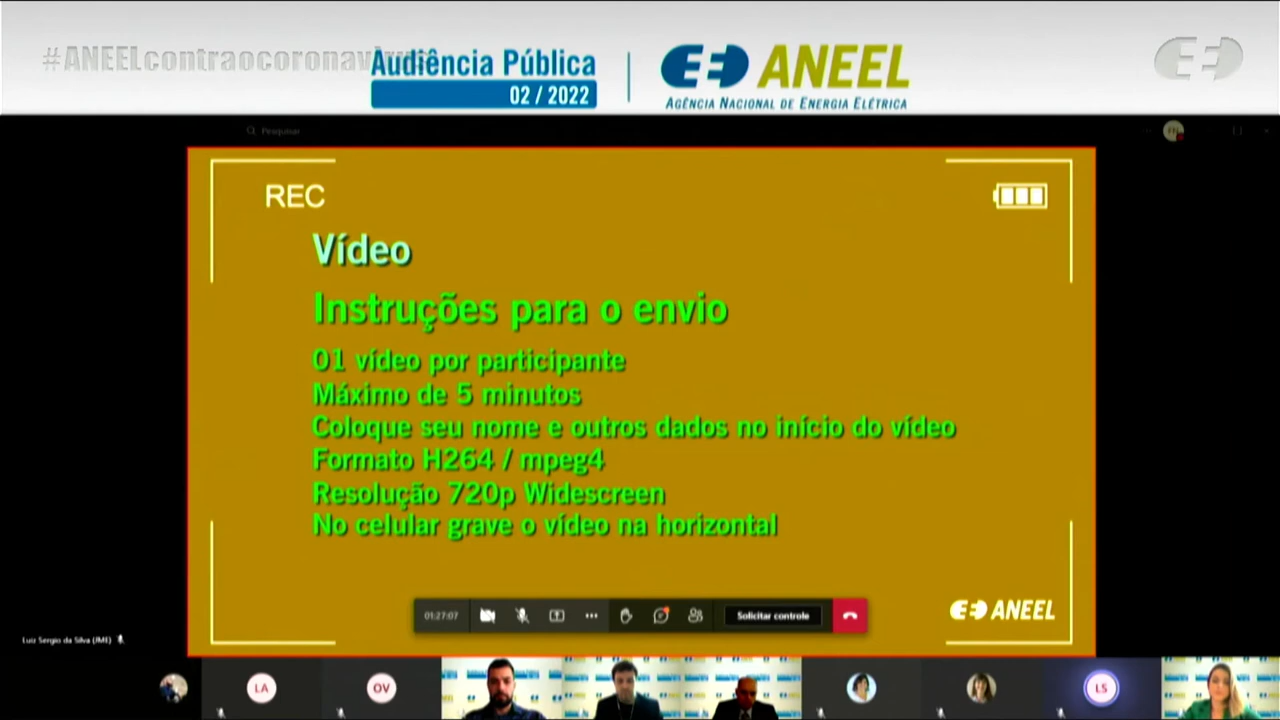 #ANEELcontraocoronavírus
Audiência Pública
02 / 2022
ANEEL
AGÊNCIA NACIONAL DE ENERGIA ELÉTRICA
Pesquisar
REC
Vídeo
Instruções para o envio
01 vídeo por participante
Máximo de 5 minutos
Coloque seu nome e outros dados no início do vídeo
Formato H264 / mpeg4
Resolução 720p Widescreen
No celular grave o vídeo na horizontal
01:27:07
Solicitar controle
ANEEL
Luiz Sergio da Silva (JME)
LA
OV
LS